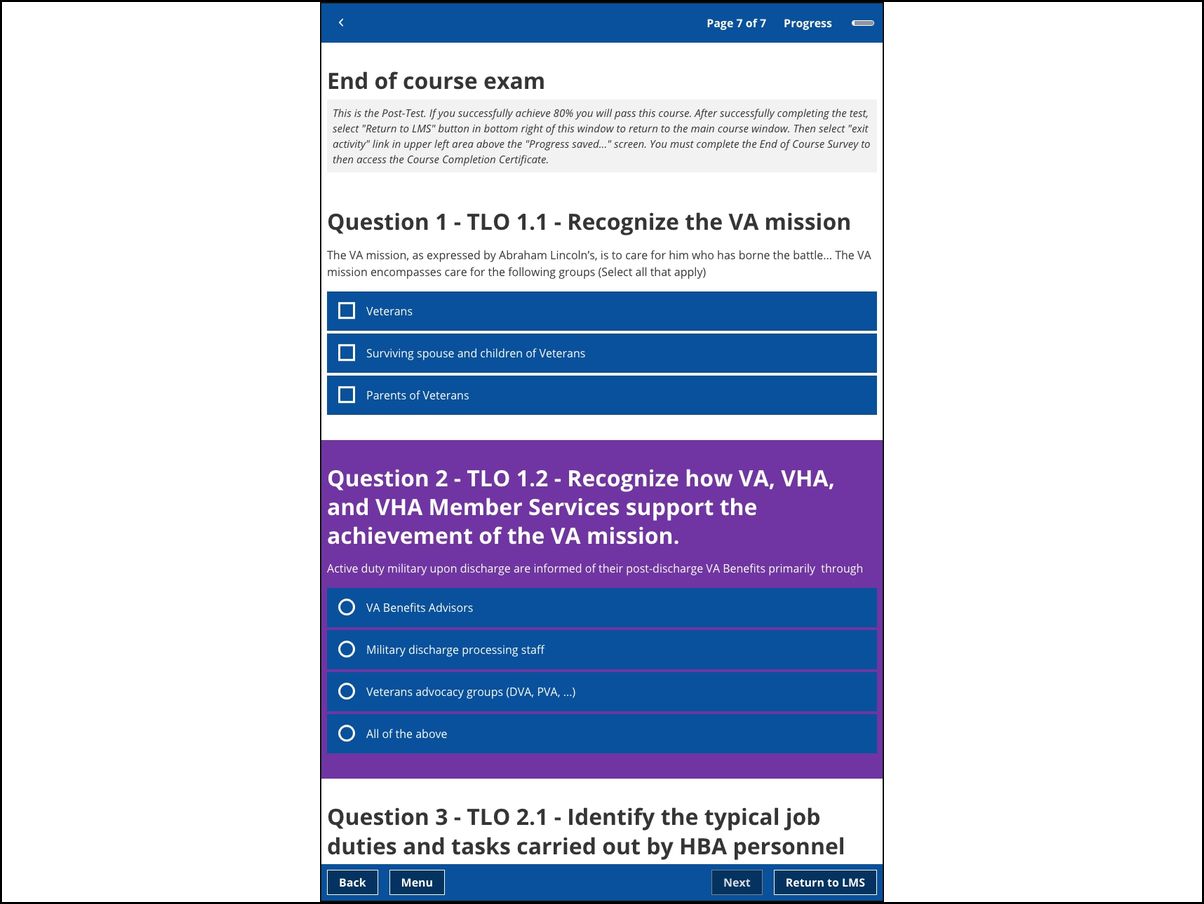 Page 7 of 7 Progress
End of course exam
This is the Post-Test. If you successfully achieve 80% you will pass this course. After successfully completing the test,
select "Return to LMS" button in bottom right of this window to return to the main course window. Then select "exit
activity" link in upper left area above the "Progress saved..." screen. You must complete the End of Course Survey to
then access the Course Completion Certificate.
Question 1 - TLO 1.1 - Recognize the VA mission
The VA mission, as expressed by Abraham Lincoln's, is to care for him who has borne the battle... The VA
mission encompasses care for the following groups (Select all that apply)
Veterans
Surviving spouse and children of Veterans
Parents of Veterans
Question 2 - TLO 1.2 - Recognize how VA, VHA,
and VHA Member Services support the
achievement of the VA mission.
Active duty military upon discharge are informed of their post-discharge VA Benefits primarily  through
VA Benefits Advisors
Military discharge processing staff
Veterans advocacy groups (DVA, PVA, ...)
All of the above
Question 3 - TLO 2.1 - Identify the typical job
duties and tasks carried out by HBA personnel
Back Menu Next Return to LMS